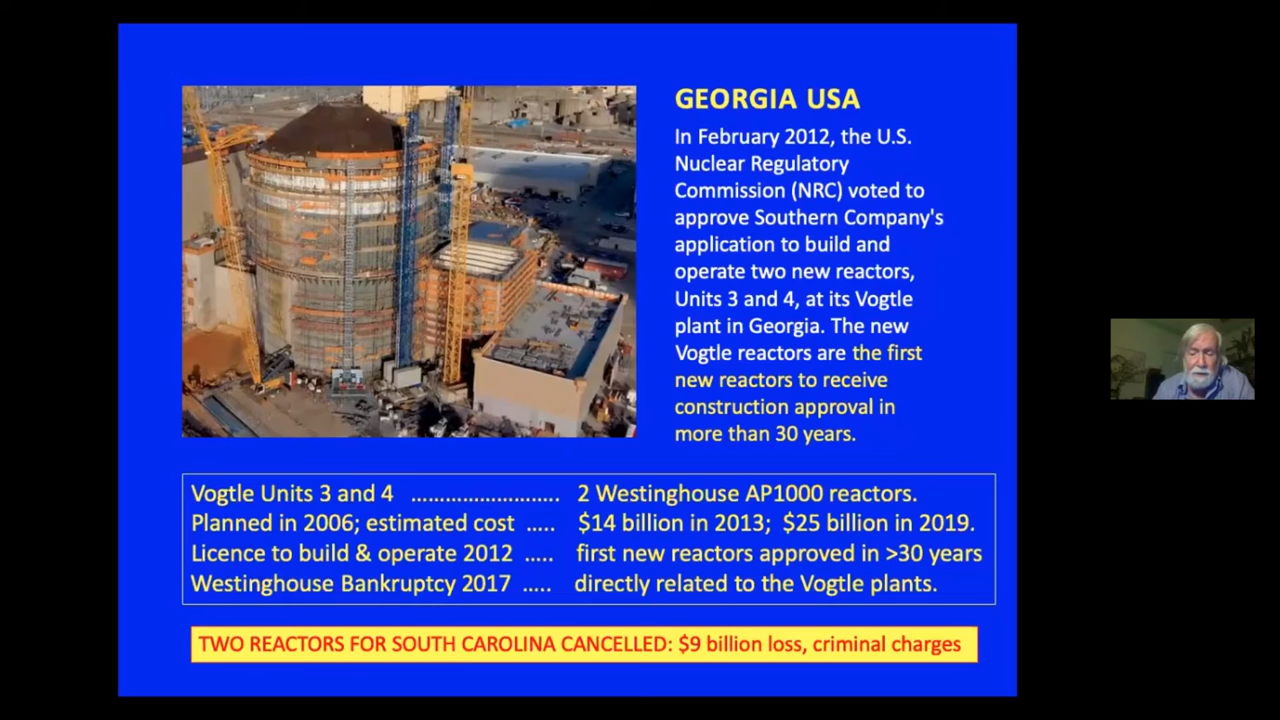 GEORGIA USA
In February 2012, the U.S.
Nuclear Regulatory
Commission (NRC) voted to
approve Southern Company's
application to build and
operate two new reactors,
Units 3 and 4, at its Vogtle
plant in Georgia. The new
Vogtle reactors are the first
new reactors to receive
construction approval in
more than 30 years.
Vogtle Units 3 and 4 ........................ 2 Westinghouse AP1000 reactors.
Planned in 2006; estimated cost ..... $14 billion in 2013; $25 billion in 2019.
Licence to build & operate 2012 ..... first new reactors approved in >30 years
Westinghouse Bankruptcy 2017 ..... directly related to the Vogtle plants.
TWO REACTORS FOR SOUTH CAROLINA CANCELLED: $9 billion loss, criminal charges